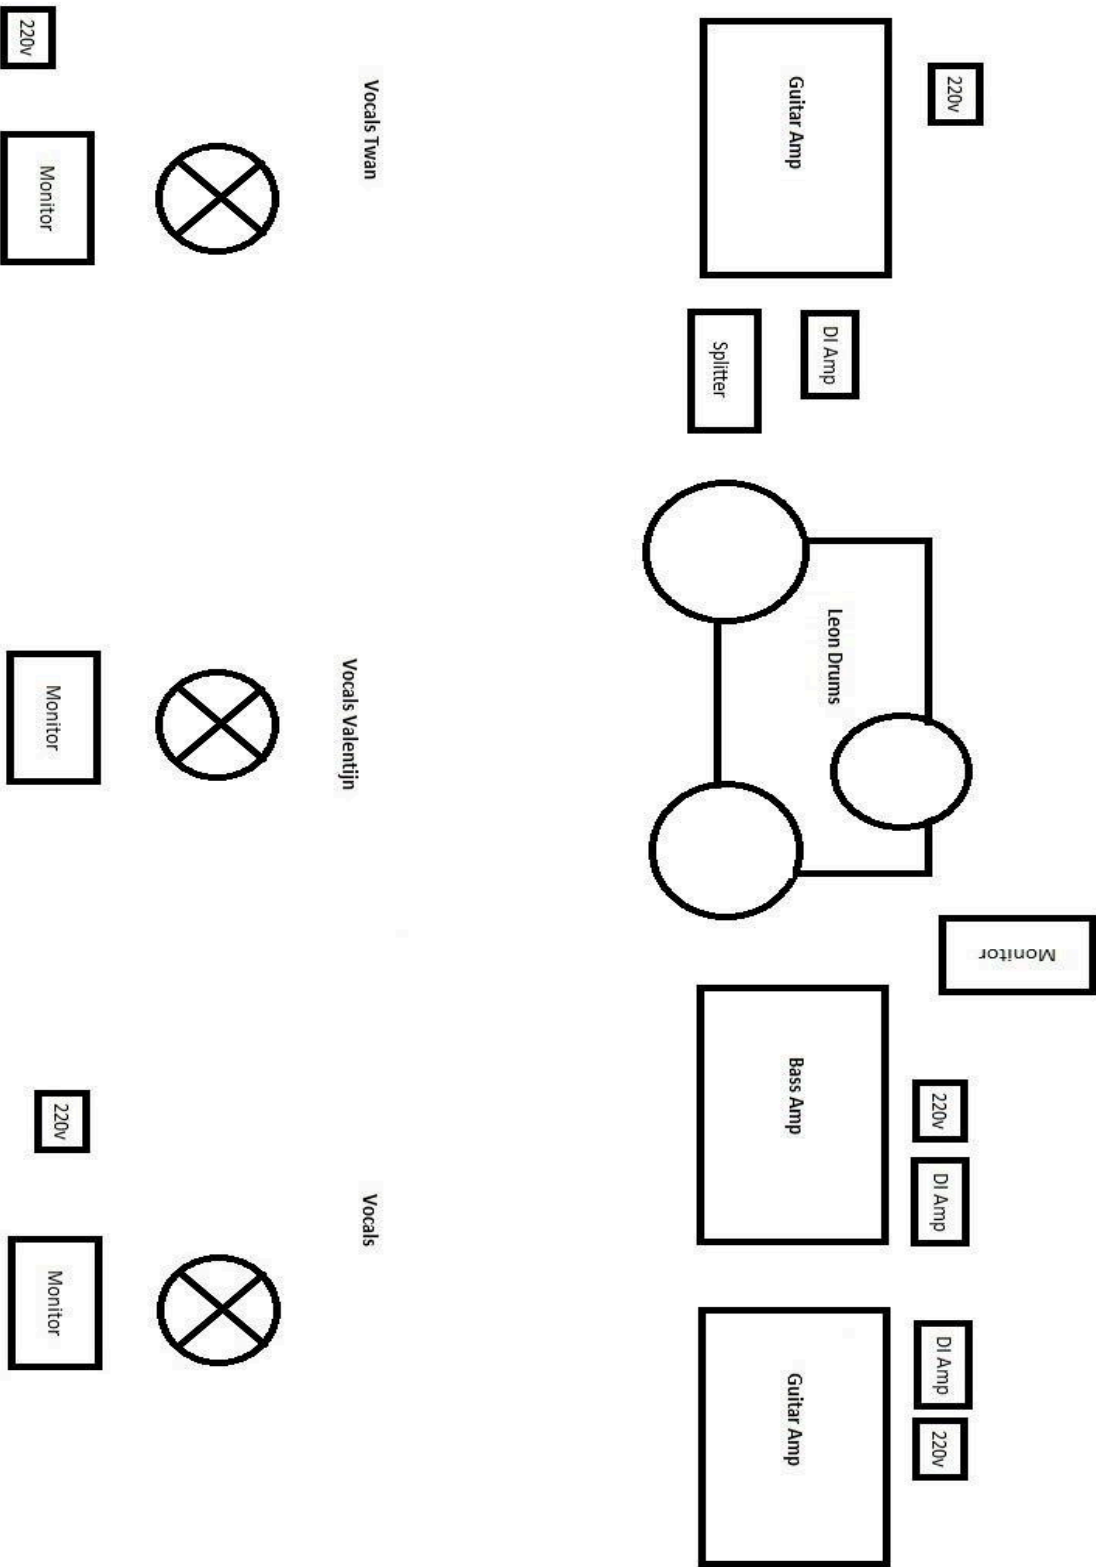 Monitor
220v
220v
DI Amp
DI Amp
220v
Guitar Amp
DI Amp
Leon Drums
Bass Amp
Guitar Amp
Splitter
Vocals Twan
Vocals Valentijn
Vocals
220v
Monitor
Monitor
220v
Monitor